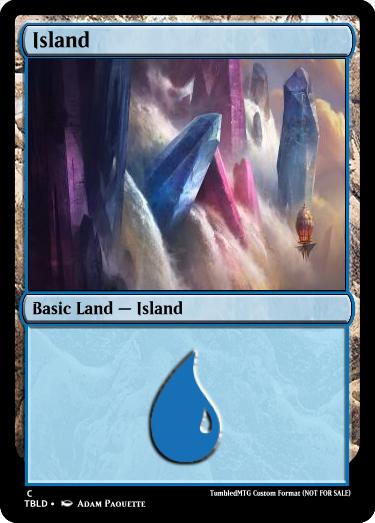 Island
Basic Land — Island
C
TBLD • Adam Paquette
TumbledMTG Custom Format (NOT FOR SALE)